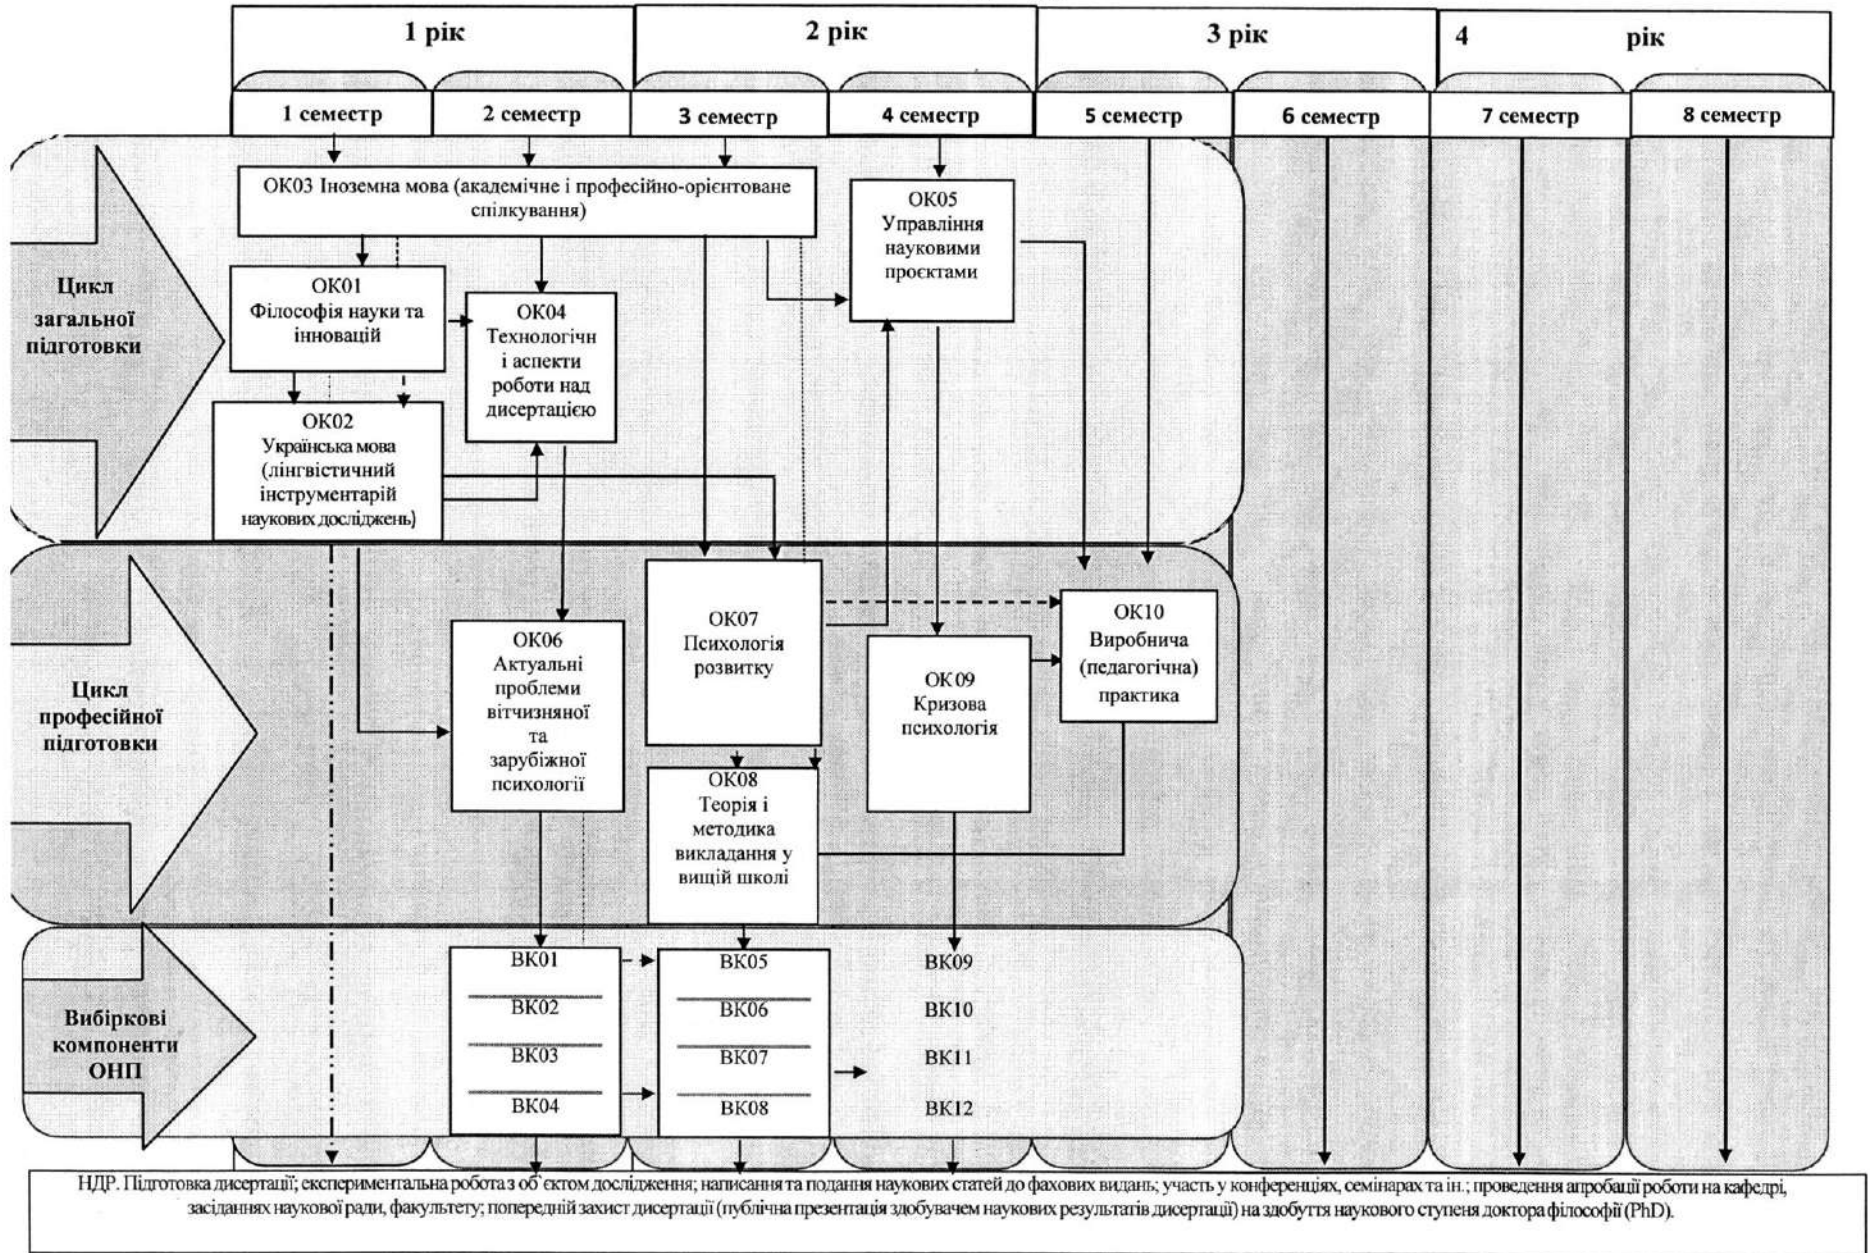 1 рік
2 рік
3 рік
4 рік
1 семестр
2 семестр
3 семестр
4 семестр
5 семестр
6 семестр
7 семестр
8 семестр
Цикл
загальної
підготовки
ОК03 Іноземна мова (академічне і професійно-орієнтоване
спілкування)
ОК01
Філософія науки та
інновацій
ОК02
Українська мова
(лінгвістичний
інструментарій
наукових досліджень)
ОК04
Технологічн
і аспекти
роботи над
дисертацією
ОК05
Управління
науковими
проєктами
Цикл
професійної
підготовки
ОК06
Актуальні
проблеми
вітчизняної
та
зарубіжної
психології
ОК07
Психологія
розвитку
ОК08
Теорія і
методика
викладання у
вищій школі
ОК09
Кризова
психологія
ОК10
Виробнича
(педагогічна)
практика
Вибіркові
компоненти
ОНП
ВК01
ВК02
ВК03
ВК04
ВК05
ВК06
ВК07
ВК08
ВК09
ВК10
ВК11
ВК12
НДР. Підготовка дисертації; експериментальна робота з об`єктом дослідження; написання та подання наукових статей до фахових видань; участь у конференціях, семінарах та ін.; проведення апробації роботи на кафедрі,
засіданнях наукової ради, факультету; попередній захист дисертації (публічна презентація здобувачем наукових результатів дисертації) на здобуття наукового ступеня доктора філософії (PhD).